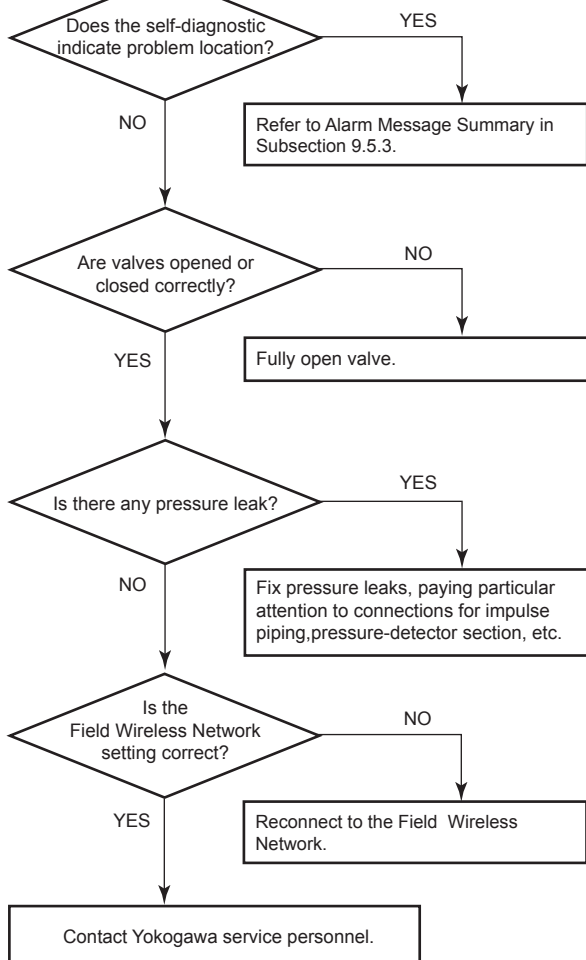 Does the self-diagnostic
indicate problem location?
YES
NO
Refer to Alarm Message Summary in
Subsection 9.5.3.
Are valves opened or
closed correctly?
NO
YES
Fully open valve.
Is there any pressure leak?
YES
NO
Fix pressure leaks, paying particular
attention to connections for impulse
piping,pressure-detector section, etc.
Is the
Field Wireless Network
setting correct?
NO
YES
Reconnect to the Field Wireless
Network.
Contact Yokogawa service personnel.